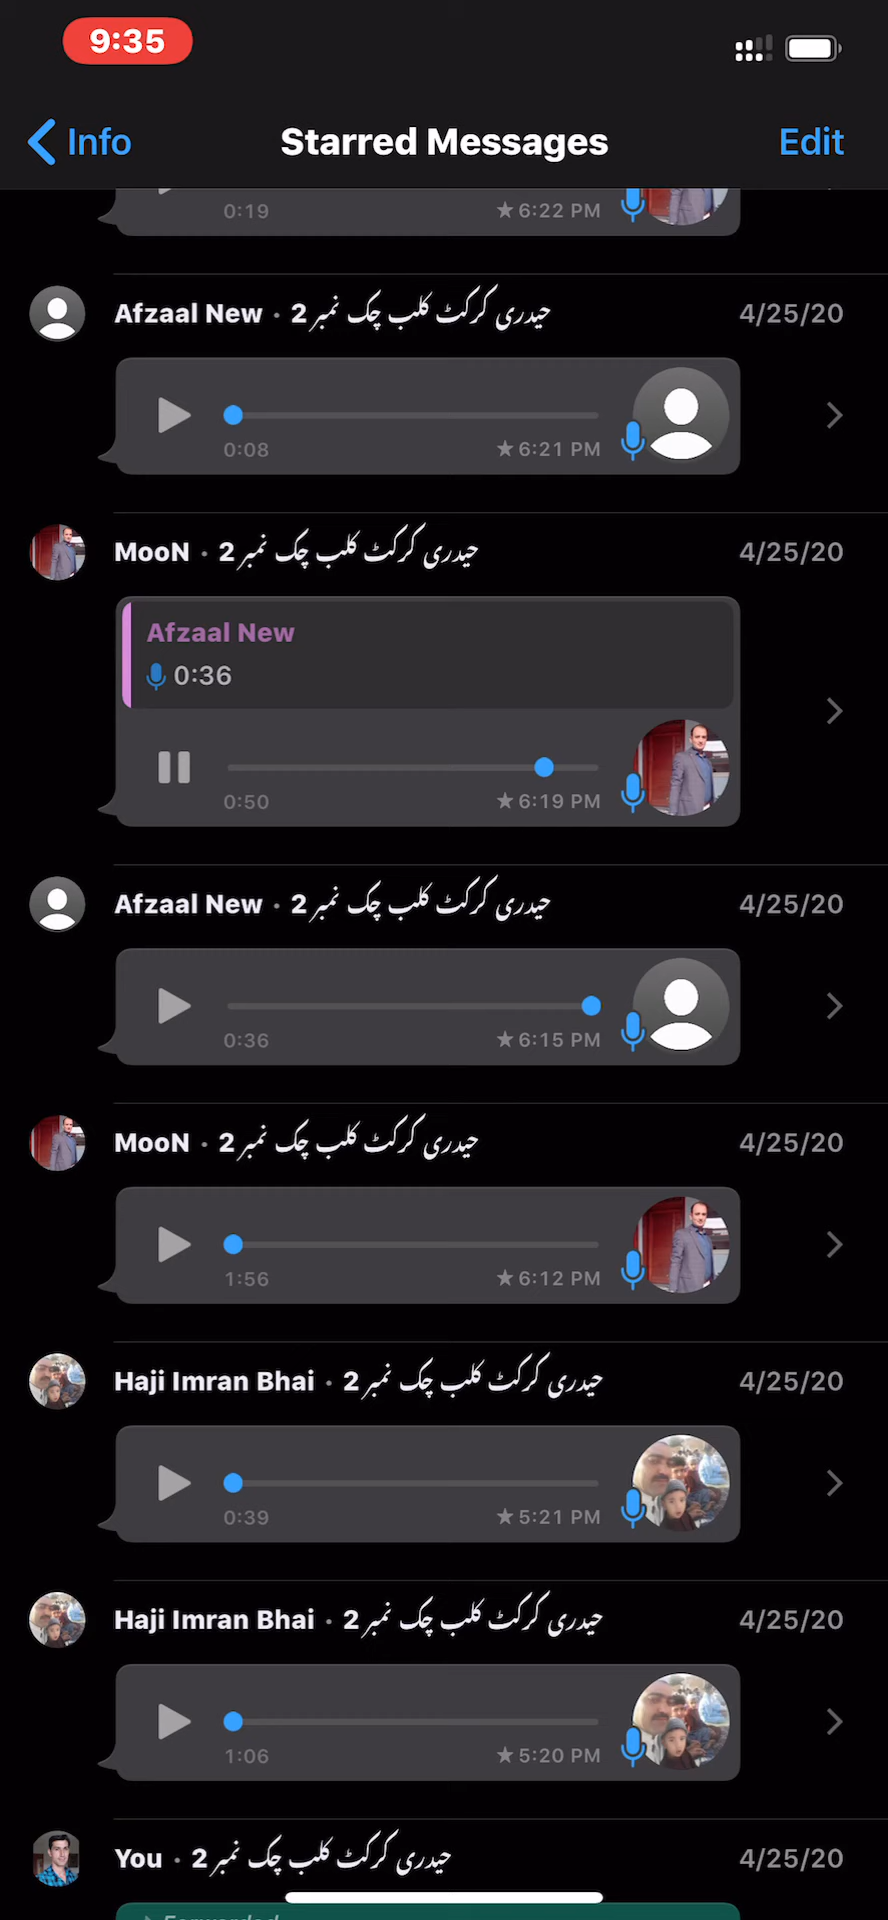 9:35
Info
Starred Messages
Edit
0:19
★ 6:22 PM
Afzaal New · حیدری کرکٹ کلب چک نمبر 2
4/25/20
0:08
★ 6:21 PM
MooN · حیدری کرکٹ کلب چک نمبر 2
4/25/20
Afzaal New
0:36
0:50
★ 6:19 PM
Afzaal New · حیدری کرکٹ کلب چک نمبر 2
4/25/20
0:36
★ 6:15 PM
MooN · حیدری کرکٹ کلب چک نمبر 2
4/25/20
1:56
★ 6:12 PM
Haji Imran Bhai · حیدری کرکٹ کلب چک نمبر 2
4/25/20
0:39
★ 5:21 PM
Haji Imran Bhai · حیدری کرکٹ کلب چک نمبر 2
4/25/20
1:06
★ 5:20 PM
You · حیدری کرکٹ کلب چک نمبر 2
4/25/20
Forwarded